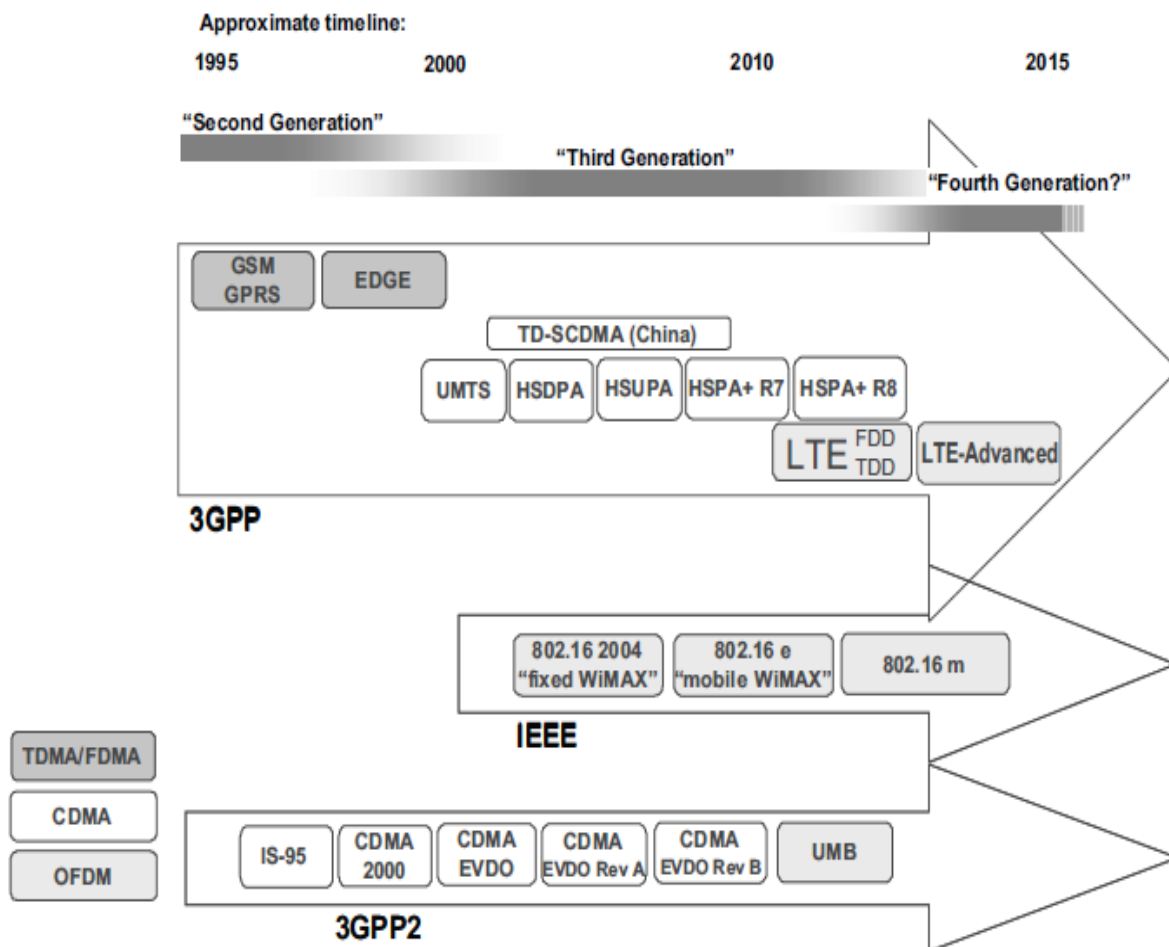 Approximate timeline:
1995 2000 2010 2015
“Second Generation”
“Third Generation”
“Fourth Generation?”
GSM
GPRS
EDGE
TD-SCDMA (China)
UMTS HSDPA HSUPA HSPA+ R7 HSPA+ R8
LTE FDD
TDD
LTE-Advanced
3GPP
802.16 2004
“fixed WiMAX”
802.16 e
“mobile WiMAX”
802.16 m
IEEE
TDMA/FDMA
CDMA
OFDM
IS-95
CDMA
2000
CDMA
EVDO
CDMA
EVDO Rev A
CDMA
EVDO Rev B
UMB
3GPP2